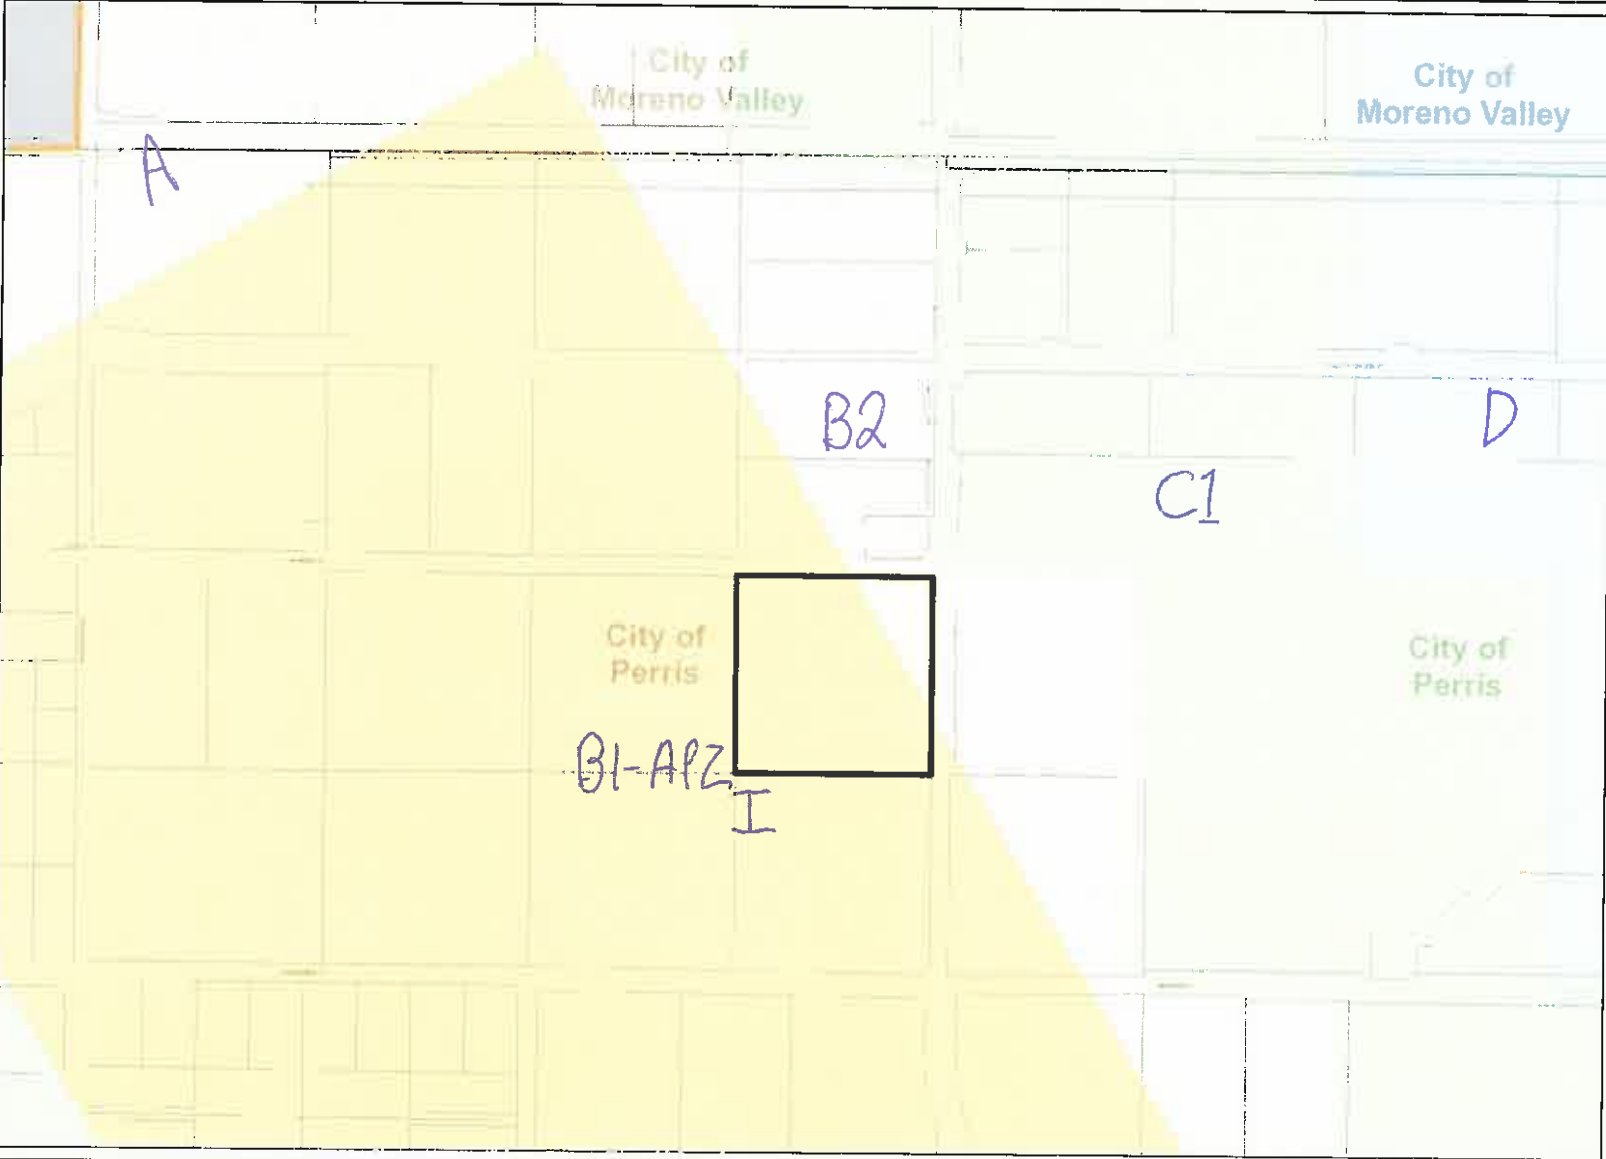 City of
Moreno Valley
City of
Moreno Valley
A
B2
D
C1
City of
Perris
City of
Perris
B1-APZ
I